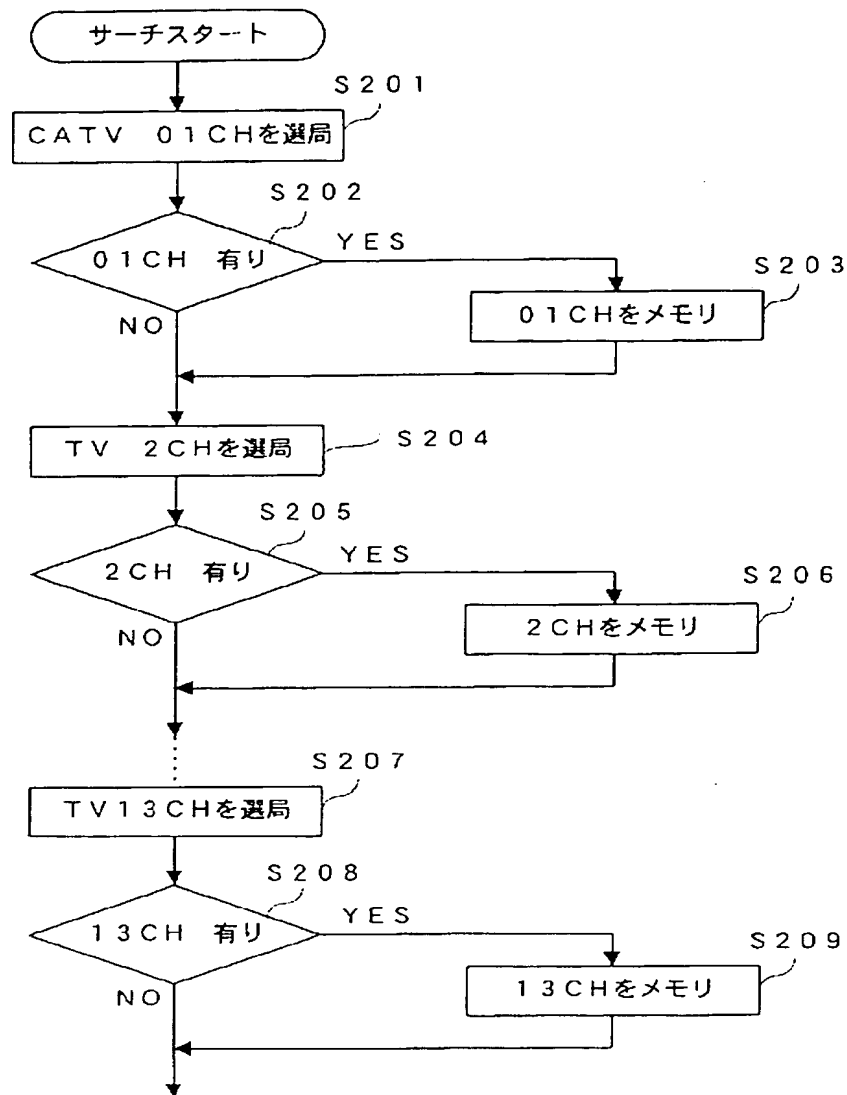 サーチスタート
S201
CATV 01CHを選局
S202
01CH 有り
YES
S203
01CHをメモリ
NO
TV 2CHを選局
S204
S205
2CH 有り
YES
S206
2CHをメモリ
NO
S207
TV13CHを選局
S208
13CH 有り
YES
S209
13CHをメモリ
NO